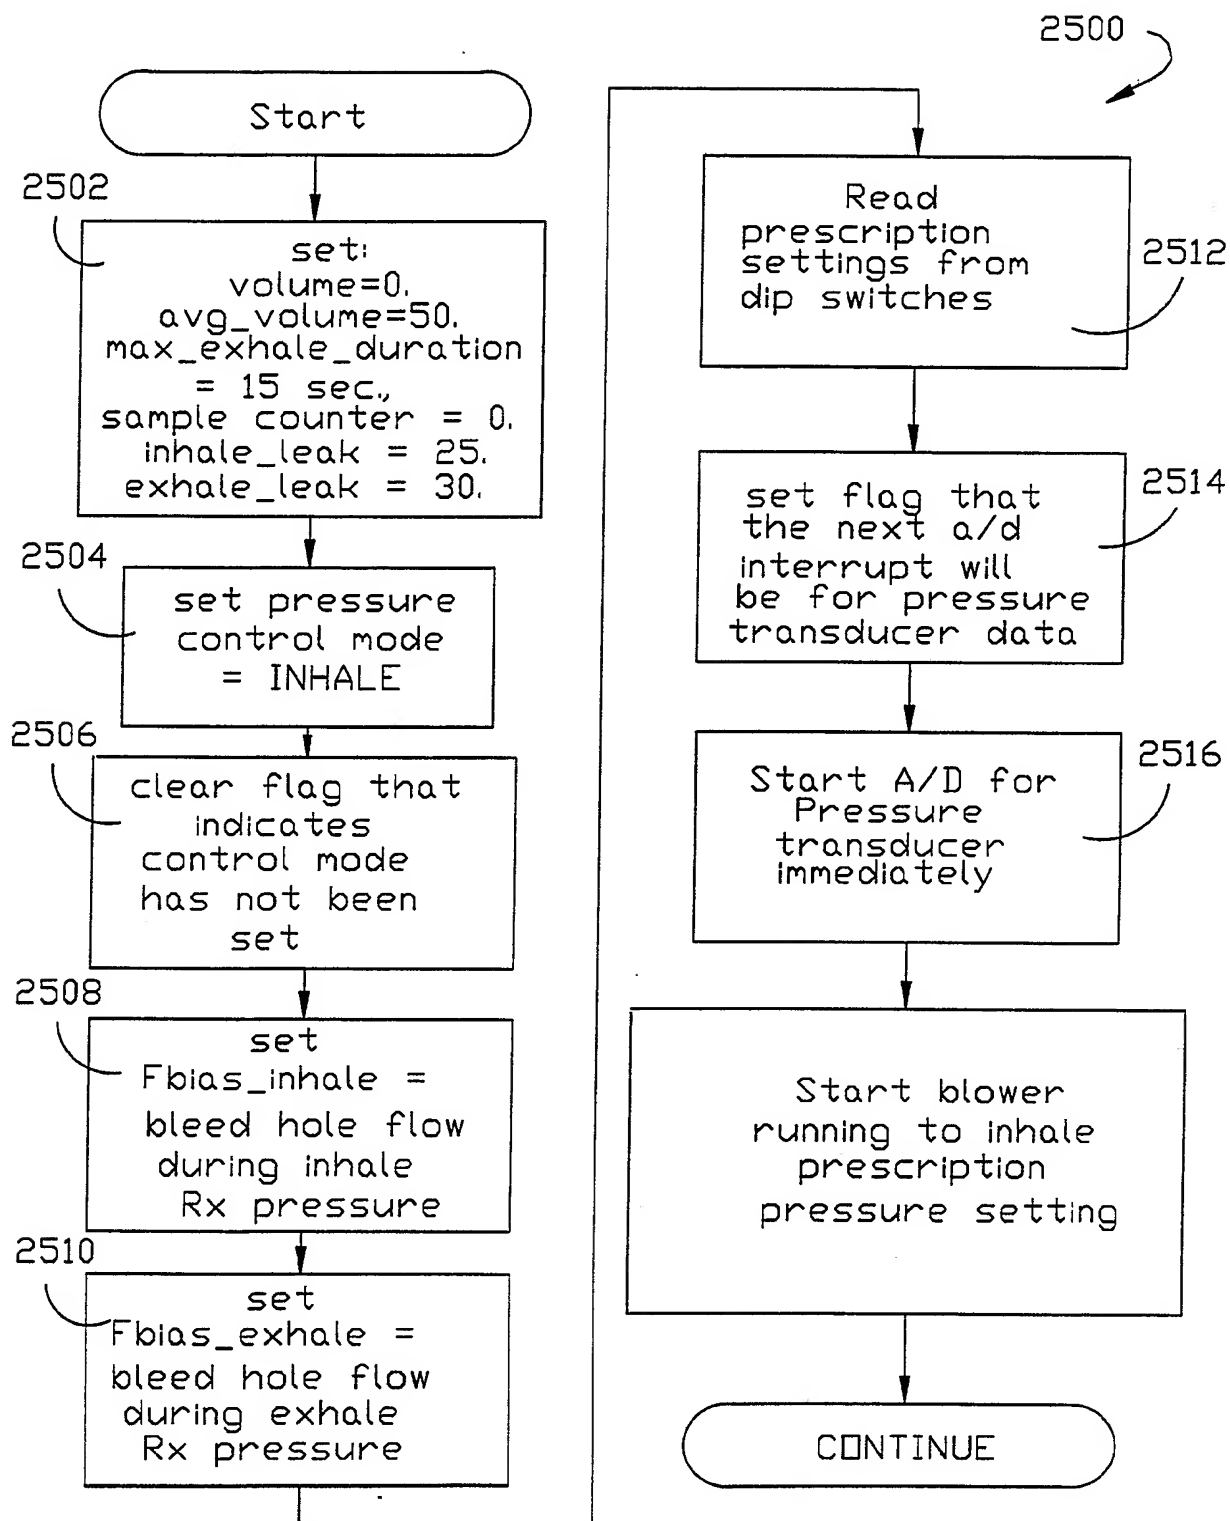 2500
Start
2502
set:
volume=0.
avg_volume=50.
max_exhale_duration
= 15 sec.,
sample counter = 0.
inhale_leak = 25.
exhale_leak = 30.
2504
set pressure
control mode
= INHALE
2506
clear flag that
indicates
control mode
has not been
set
2508
set
Fbias_inhale =
bleed hole flow
during inhale
Rx pressure
2510
set
Fbias_exhale =
bleed hole flow
during exhale
Rx pressure
Read
prescription
settings from
dip switches
2512
set flag that
the next a/d
interrupt will
be for pressure
transducer data
2514
Start A/D for
Pressure
transducer
immediately
2516
Start blower
running to inhale
prescription
pressure setting
CONTINUE